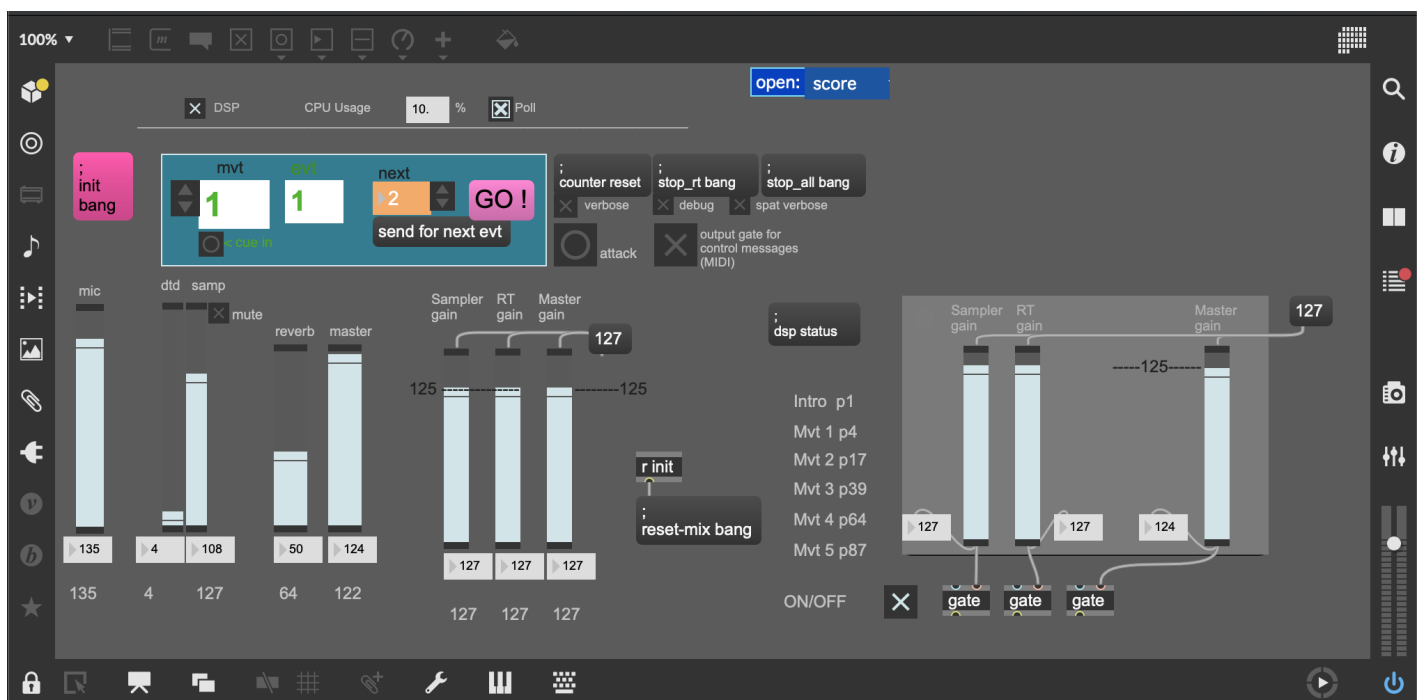 100%
open: score
DSP CPU Usage 10. % Poll
;
init
bang
mvt evt next
1 1 2 GO !
< cue in send for next evt
;
counter reset
;
stop_rt bang
;
stop_all bang
verbose debug spat verbose
attack
output gate for
control messages
(MIDI)
mic dtd samp
mute
reverb master
Sampler
gain
RT
gain
Master
gain
127
125 ---------------------125
;
dsp status
Sampler
gain
RT
gain
Master
gain
127
-----125------
Intro p1
Mvt 1 p4
Mvt 2 p17
Mvt 3 p39
Mvt 4 p64
Mvt 5 p87
r init
;
reset-mix bang
135 4 108 50 124
127 127 127
127 127 124
135 4 127 64 122
127 127 127
ON/OFF gate gate gate